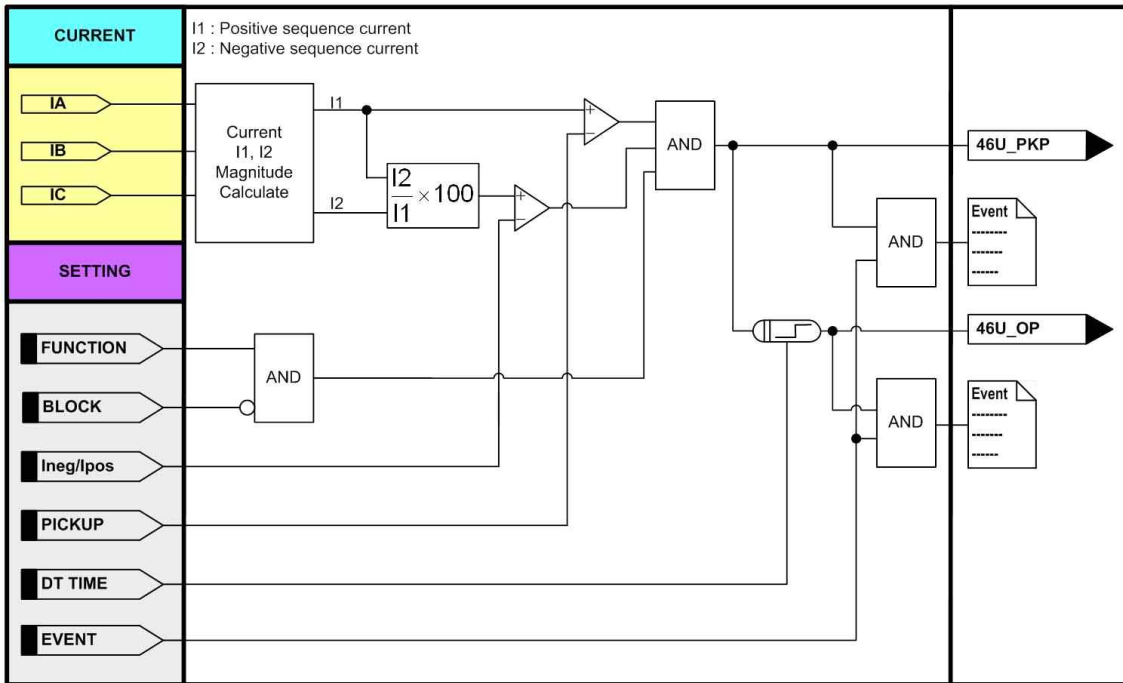 CURRENT
I1 : Positive sequence current
I2 : Negative sequence current
IA
IB
IC
Current
I1, I2
Magnitude
Calculate
I1
I2
I2
I1
×100
AND
46U_PKP
AND
Event
--------
------
-----
SETTING
FUNCTION
BLOCK
Ineg/Ipos
PICKUP
DT TIME
EVENT
AND
46U_OP
AND
Event
--------
-------
------